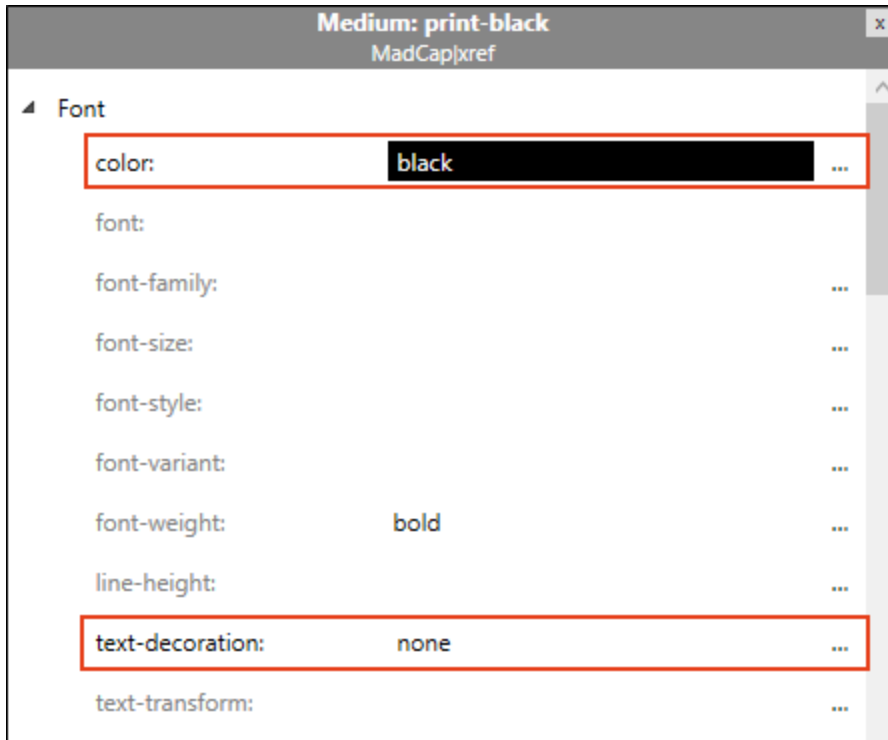 Medium: print-black
x
MadCap|xref
Font
color: black ...
font:
font-family: ...
font-size: ...
font-style: ...
font-variant: ...
font-weight: bold ...
line-height: ...
text-decoration: none ...
text-transform: ...